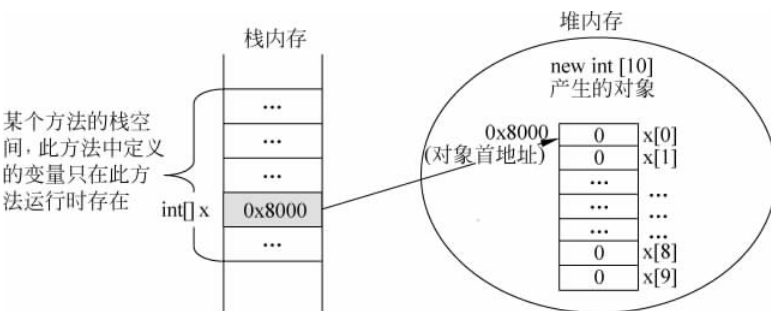 栈内存
堆内存
new int [10]
产生的对象
某个方法的栈空
间,此方法中定义
的变量只在此方
法运行时存在
...
...
...
int[] x
0x8000
...
0x8000
(对象首地址)
0 x[0]
0 x[1]
... ...
... ...
... ...
0 x[8]
0 x[9]